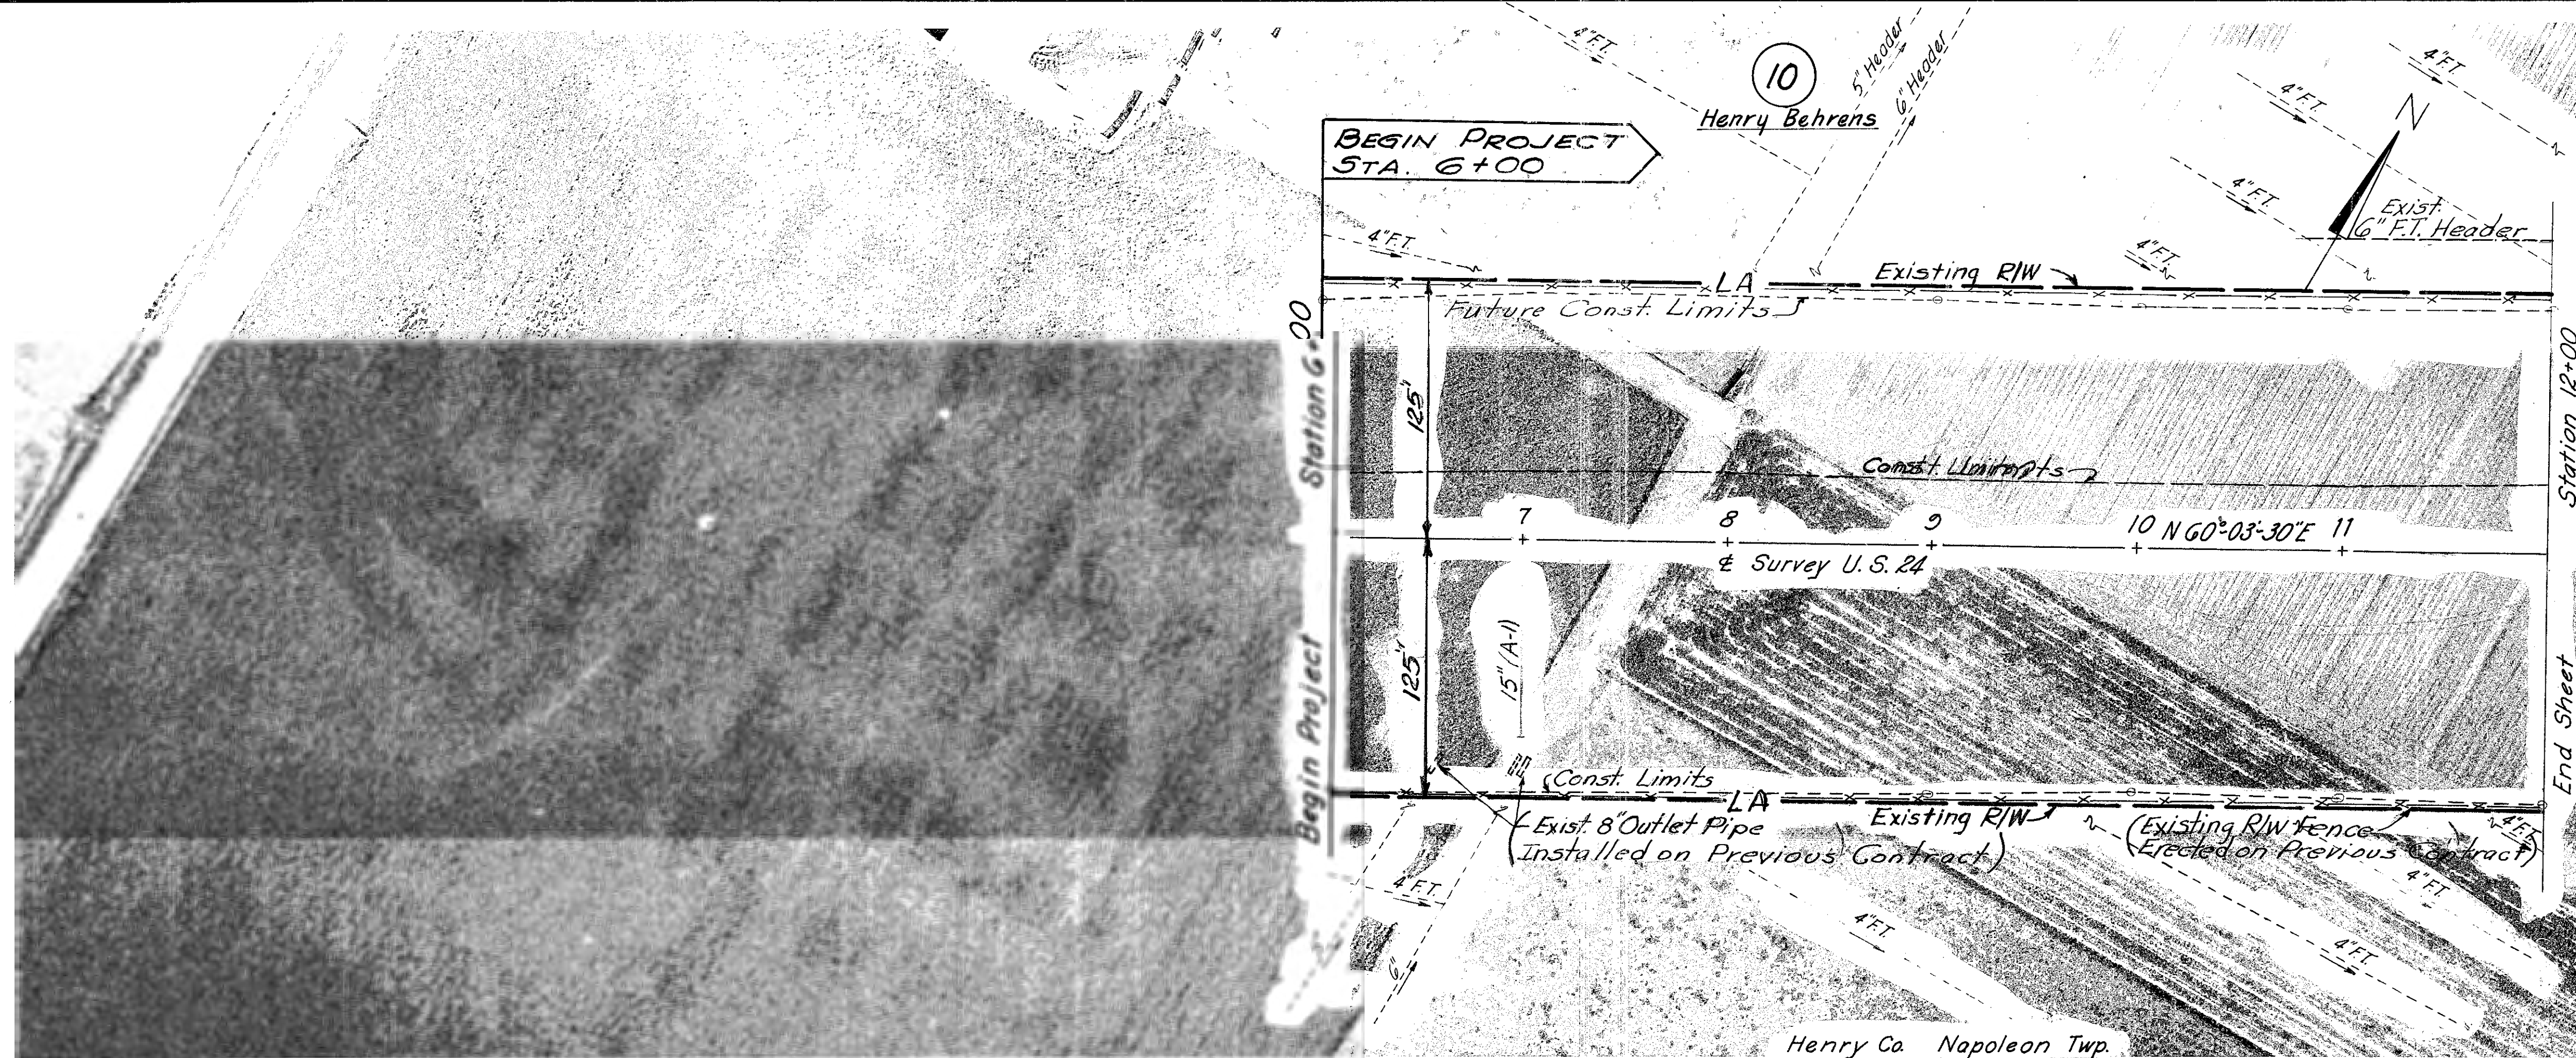 4"F.T.
5" Header
6" Header
10
Henry Behrens
4"F.T.
4"F.T.
N
BEGIN PROJECT
STA. 6+00
4"F.T.
Exist.
6" F.T. Header
4"F.T.
4"F.T.
LA
Existing R/W
Future Const. Limits
Station 6+00
Begin Project
125'
125'
Const. Limits
7
8
9
10
N 60°-03'-30"E
11
℄ Survey U.S. 24
15" (A-1)
Station 12+00
End Sheet
Const. Limits
LA
Existing R/W
Exist. 8" Outlet Pipe
(Installed on Previous Contract)
(Existing R/W Fence
Erected on Previous Contract)
4"F.T.
4"F.T.
4"F.T.
4"F.T.
4"F.T.
6"
Henry Co. Napoleon Twp.